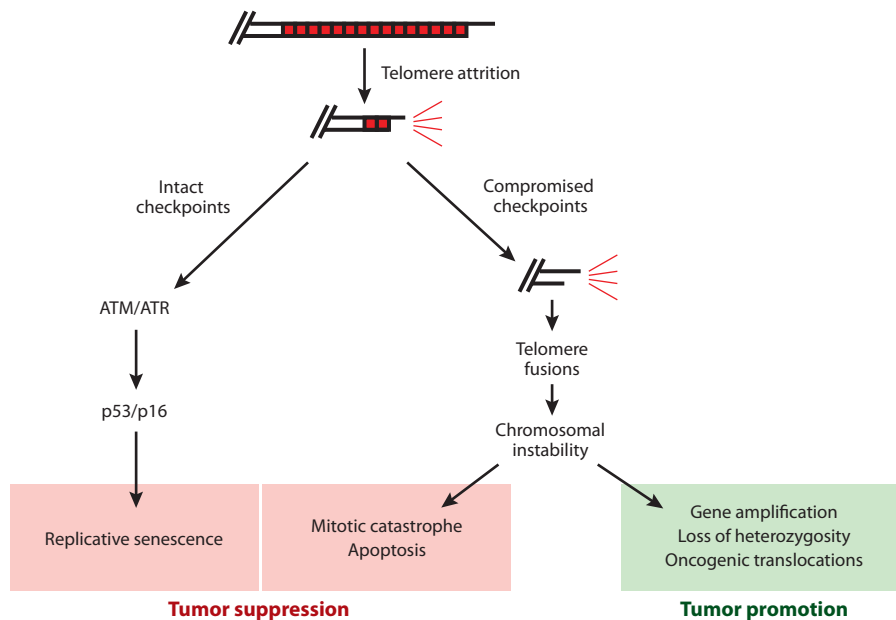 Telomere attrition
Intact
checkpoints
Compromised
checkpoints
ATM/ATR
p53/p16
Telomere
fusions
Chromosomal
instability
Replicative senescence
Mitotic catastrophe
Apoptosis
Gene amplification
Loss of heterozygosity
Oncogenic translocations
Tumor suppression
Tumor promotion